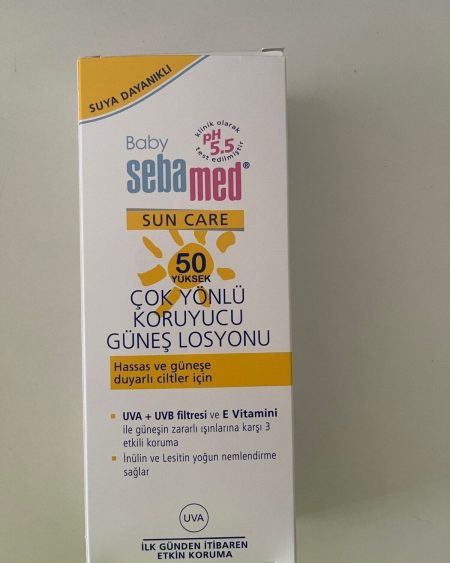 SUYA DAYANIKLI
klinik olarak
pH
5.5
test edilmiştir
Baby
sebamed®
SUN CARE
50
YÜKSEK
ÇOK YÖNLÜ
KORUYUCU
GÜNEŞ LOSYONU
Hassas ve güneşe
duyarlı ciltler için
▪ UVA + UVB filtresi ve E Vitamini
ile güneşin zararlı ışınlarına karşı 3
etkili koruma
▪ İnülin ve Lesitin yoğun nemlendirme
sağlar
UVA
İLK GÜNDEN İTİBAREN
ETKİN KORUMA